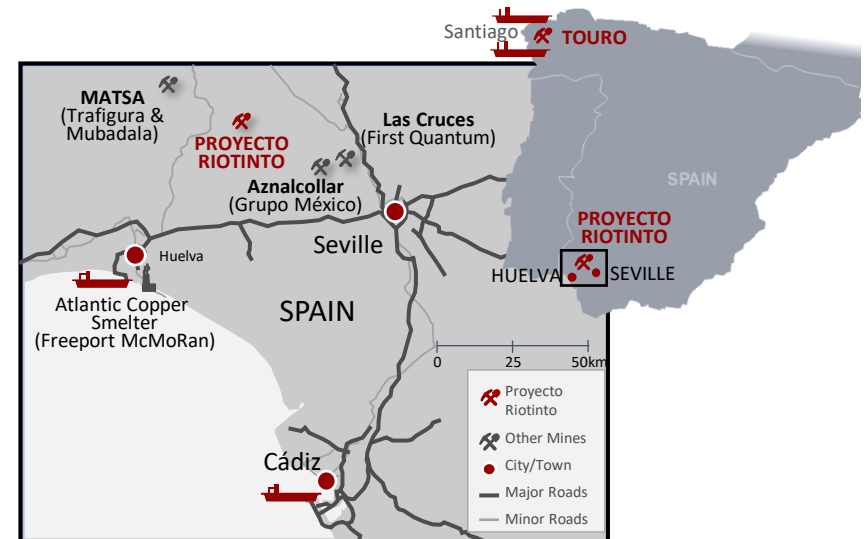 Santiago
TOURO
MATSA
(Trafigura &
Mubadala)
PROYECTO
RIOTINTO
Las Cruces
(First Quantum)
Aznalcollar
(Grupo México)
Seville
Huelva
Atlantic Copper
Smelter
(Freeport McMoRan)
SPAIN
Cádiz
SPAIN
PROYECTO
RIOTINTO
HUELVA
SEVILLE
0 25 50km
Proyecto
Riotinto
Other Mines
City/Town
Major Roads
Minor Roads